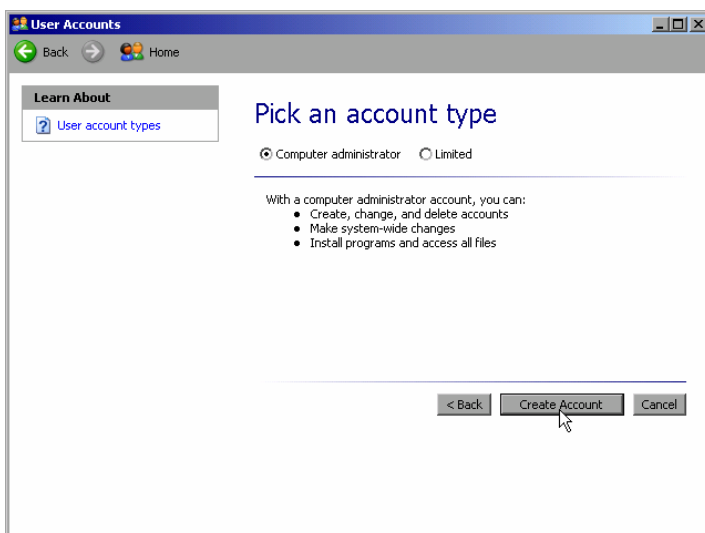 User Accounts
Back Home
Learn About
User account types
Pick an account type
Computer administrator Limited
With a computer administrator account, you can:
• Create, change, and delete accounts
• Make system-wide changes
• Install programs and access all files
< Back Create Account Cancel